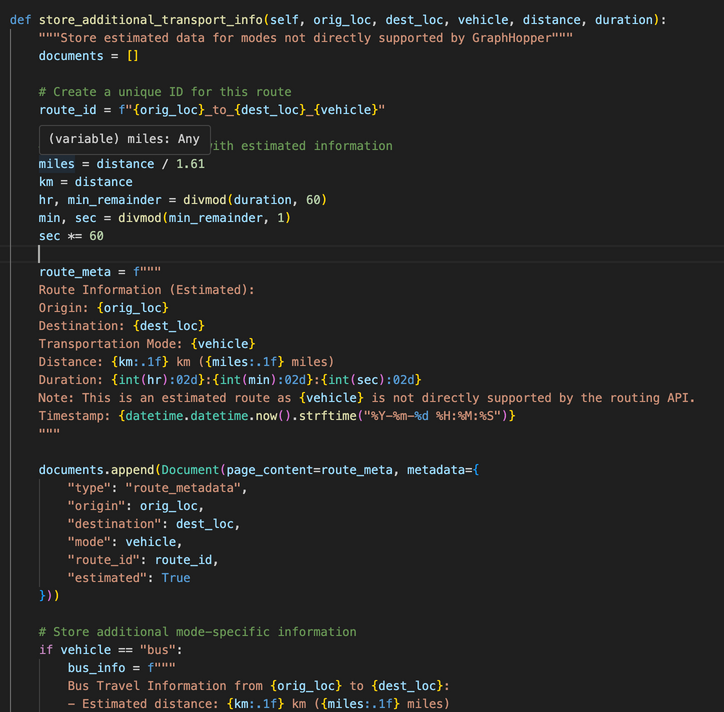 def store_additional_transport_info(self, orig_loc, dest_loc, vehicle, distance, duration):
"""Store estimated data for modes not directly supported by GraphHopper"""
documents = []
# Create a unique ID for this route
route_id = f"{orig_loc}_to_{dest_loc}_{vehicle}"
(variable) miles: Any
with estimated information
miles = distance / 1.61
km = distance
hr, min_remainder = divmod(duration, 60)
min, sec = divmod(min_remainder, 1)
sec *= 60
route_meta = f"""
Route Information (Estimated):
Origin: {orig_loc}
Destination: {dest_loc}
Transportation Mode: {vehicle}
Distance: {km:.1f} km ({miles:.1f} miles)
Duration: {int(hr):02d}:{int(min):02d}:{int(sec):02d}
Note: This is an estimated route as {vehicle} is not directly supported by the routing API.
Timestamp: {datetime.datetime.now().strftime("%Y-%m-%d %H:%M:%S")}
"""
documents.append(Document(page_content=route_meta, metadata={
"type": "route_metadata",
"origin": orig_loc,
"destination": dest_loc,
"mode": vehicle,
"route_id": route_id,
"estimated": True
}))
# Store additional mode-specific information
if vehicle == "bus":
bus_info = f"""
Bus Travel Information from {orig_loc} to {dest_loc}:
- Estimated distance: {km:.1f} km ({miles:.1f} miles)